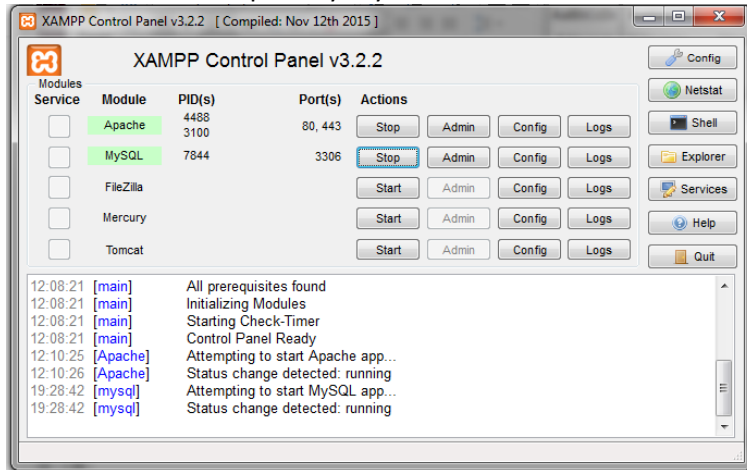 XAMPP Control Panel v3.2.2 [ Compiled: Nov 12th 2015 ]
XAMPP Control Panel v3.2.2
Config
Modules
Service Module PID(s) Port(s) Actions
Netstat
Apache 4488 3100 80, 443 Stop Admin Config Logs
Shell
MySQL 7844 3306 Stop Admin Config Logs
Explorer
FileZilla Start Admin Config Logs
Services
Mercury Start Admin Config Logs
Help
Tomcat Start Admin Config Logs
Quit
12:08:21 [main] All prerequisites found
12:08:21 [main] Initializing Modules
12:08:21 [main] Starting Check-Timer
12:08:21 [main] Control Panel Ready
12:10:25 [Apache] Attempting to start Apache app...
12:10:26 [Apache] Status change detected: running
19:28:42 [mysql] Attempting to start MySQL app...
19:28:42 [mysql] Status change detected: running